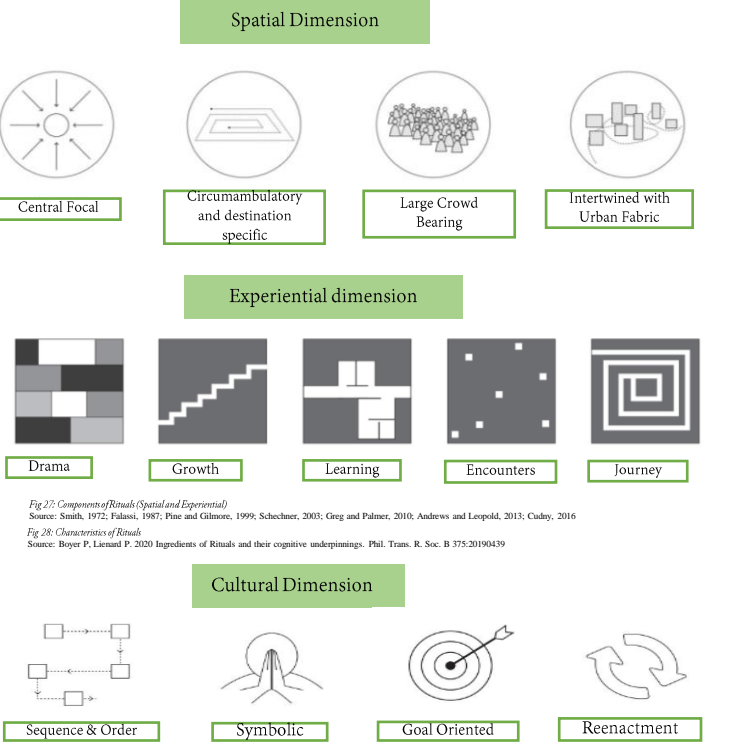 Spatial Dimension
Central Focal
Circumambulatory
and destination
specific
Large Crowd
Bearing
Intertwined with
Urban Fabric
Experiential dimension
Drama
Growth
Learning
Encounters
Journey
Fig 27: Components of Rituals (Spatial and Experiential)
Source: Smith, 1972; Falassi, 1987; Pine and Gilmore, 1999; Schechner, 2003; Greg and Palmer, 2010; Andrews and Leopold, 2013; Cudny, 2016
Fig 28: Characteristics of Rituals
Source: Boyer P, Lienard P. 2020 Ingredients of Rituals and their cognitive underpinnings. Phil. Trans. R. Soc. B 375:20190439
Cultural Dimension
Sequence & Order
Symbolic
Goal Oriented
Reenactment